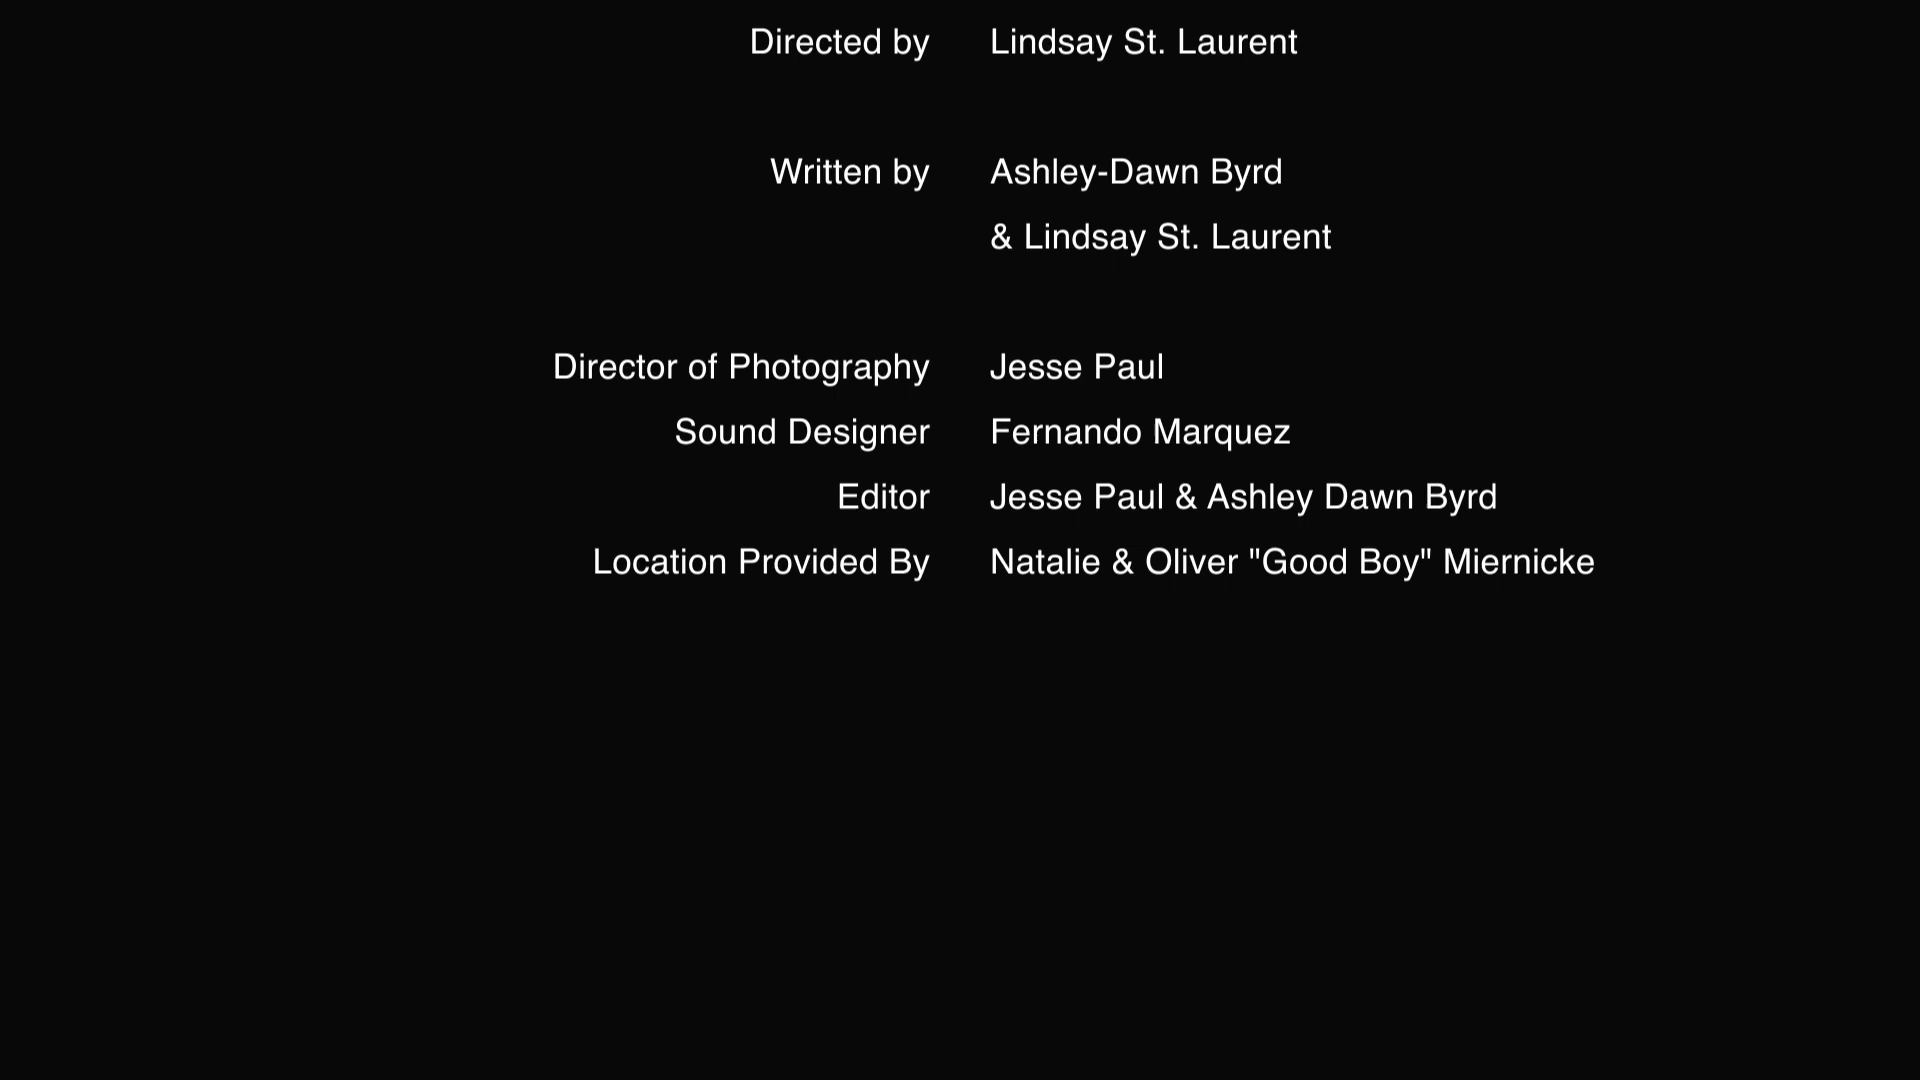 Directed by Lindsay St. Laurent
Written by Ashley-Dawn Byrd
& Lindsay St. Laurent
Director of Photography Jesse Paul
Sound Designer Fernando Marquez
Editor Jesse Paul & Ashley Dawn Byrd
Location Provided By Natalie & Oliver "Good Boy" Miernicke